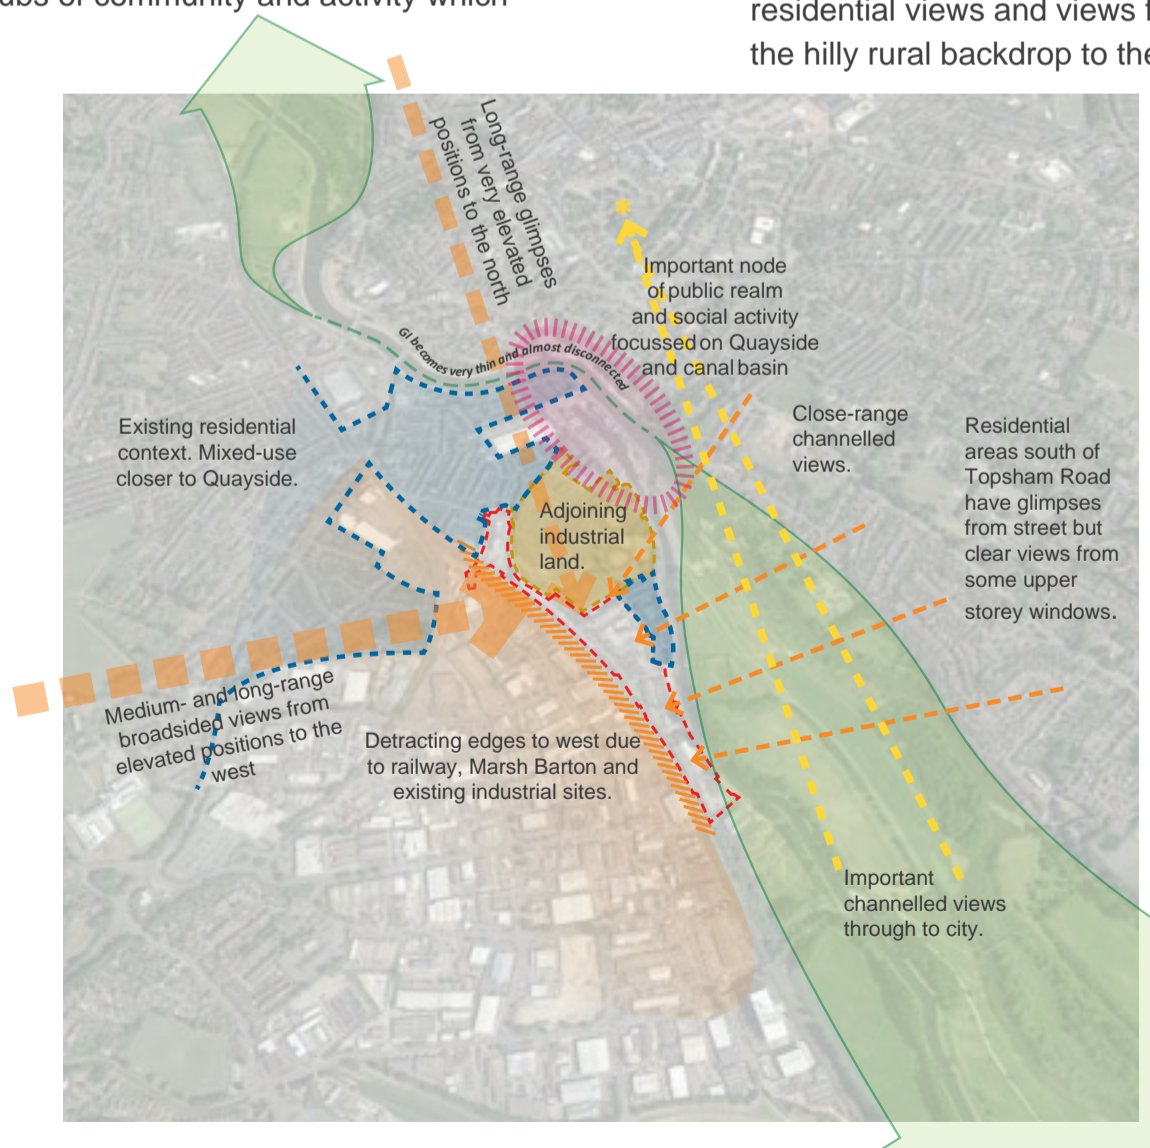 ubs of community and activity which
residential views and views
the hilly rural backdrop to the
Long-range glimpses
from very elevated
positions to the north
Important node
of public realm
and social activity
focussed on Quayside
and canal basin
GI becomes very thin and almost disconnected
Close-range
channelled
views.
Residential
areas south of
Topsham Road
have glimpses
from street but
clear views from
some upper
storey windows.
Existing residential
context. Mixed-use
closer to Quayside.
Adjoining
industrial
land.
Medium- and long-range
broadsided views from
elevated positions to the
west
Detracting edges to west due
to railway, Marsh Barton and
existing industrial sites.
Important
channelled views
through to city.